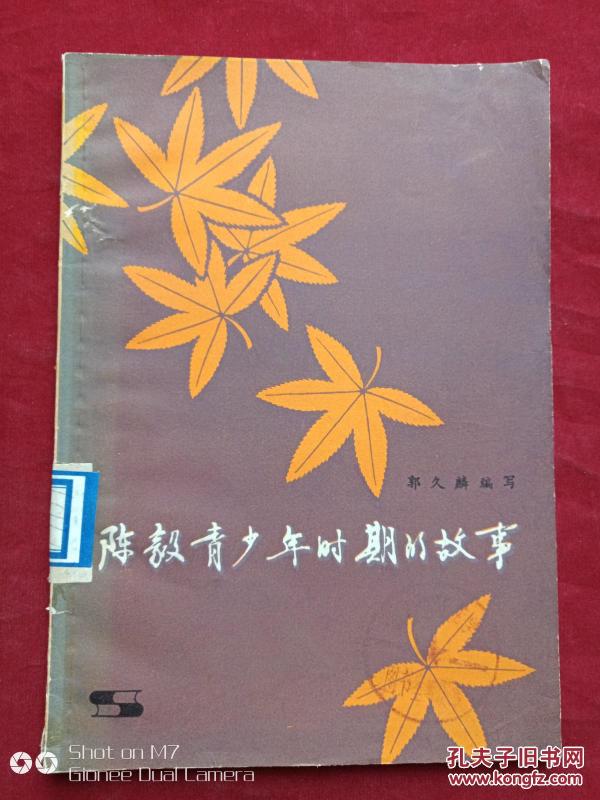 郭久麟编写
陈毅青少年时期的故事
Shot on M7
Gionee Dual Camera
孔夫子旧书网
www.kongfz.com